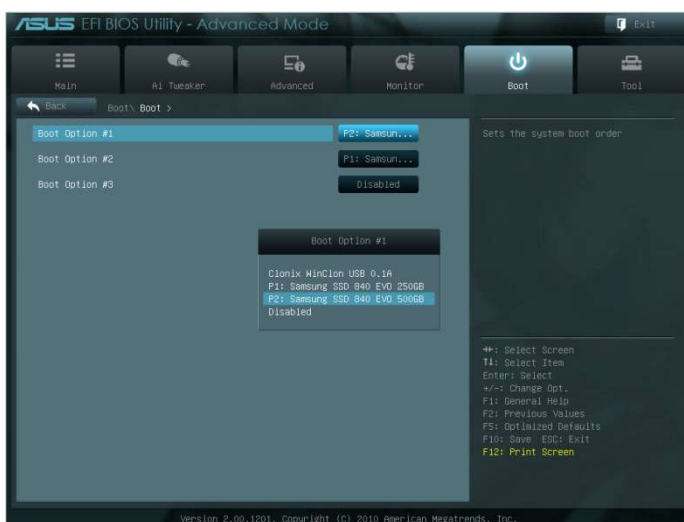 ASUS EFI BIOS Utility - Advanced Mode
Exit
Main
Ai Tweaker
Advanced
Monitor
Boot
Tool
Back
Boot\ Boot >
Boot Option #1
P2: Samsun...
Boot Option #2
P1: Samsun...
Boot Option #3
Disabled
Sets the system boot order
Boot Option #1
Clonix WinClon USB 0.1A
P1: Samsung SSD 840 EVO 250GB
P2: Samsung SSD 840 EVO 500GB
Disabled
→←: Select Screen
↑↓: Select Item
Enter: Select
+/-: Change Opt.
F1: General Help
F2: Previous Values
F5: Optimized Defaults
F10: Save ESC: Exit
F12: Print Screen
Version 2.00.1201. Copyright (C) 2010 American Megatrends, Inc.